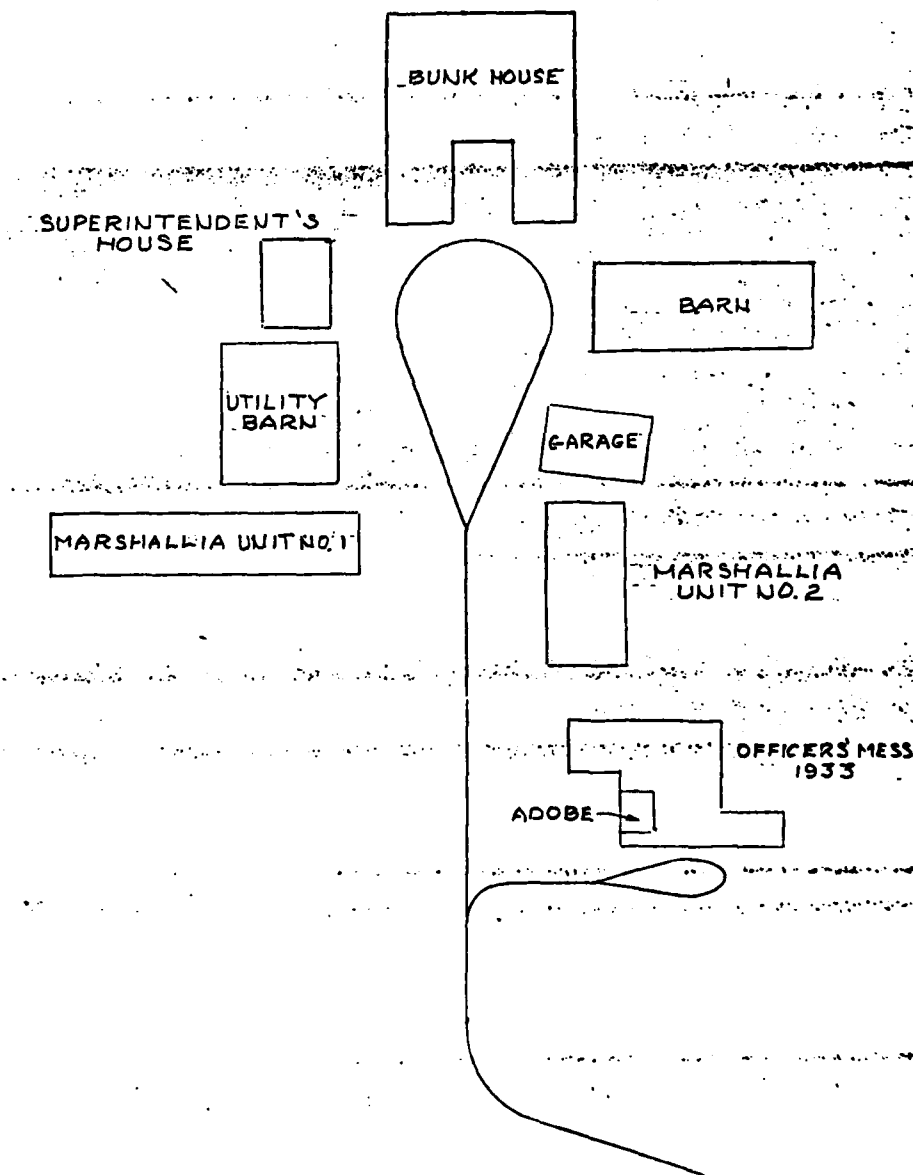 BUNK HOUSE
SUPERINTENDENT'S
HOUSE
BARN
UTILITY
BARN
GARAGE
MARSHALLIA UNIT NO. 1
MARSHALLIA
UNIT NO. 2
OFFICERS' MESS
1933
ADOBE